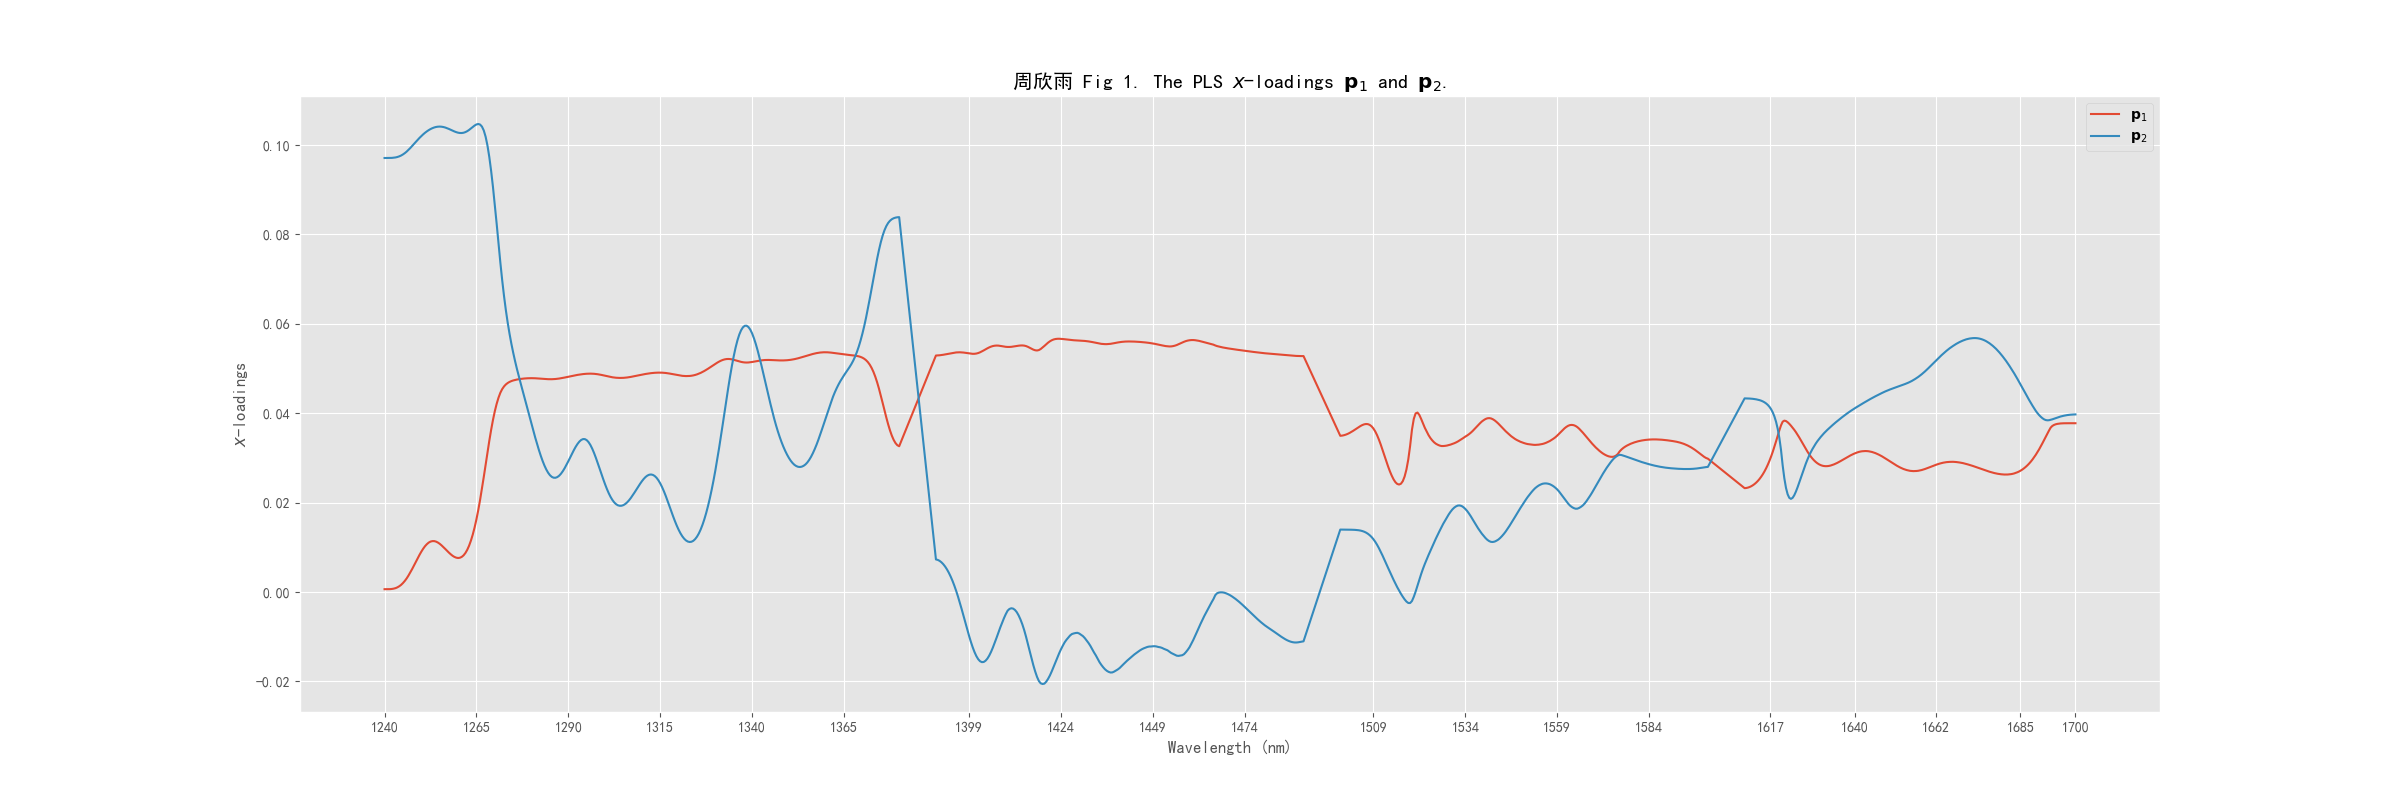 周欣雨 Fig 1. The PLS X-loadings p₁ and p₂.
p₁
p₂
0.10
0.08
0.06
0.04
0.02
0.00
−0.02
X-loadings
1240 1265 1290 1315 1340 1365 1399 1424 1449 1474 1509 1534 1559 1584 1617 1640 1662 1685 1700
Wavelength (nm)